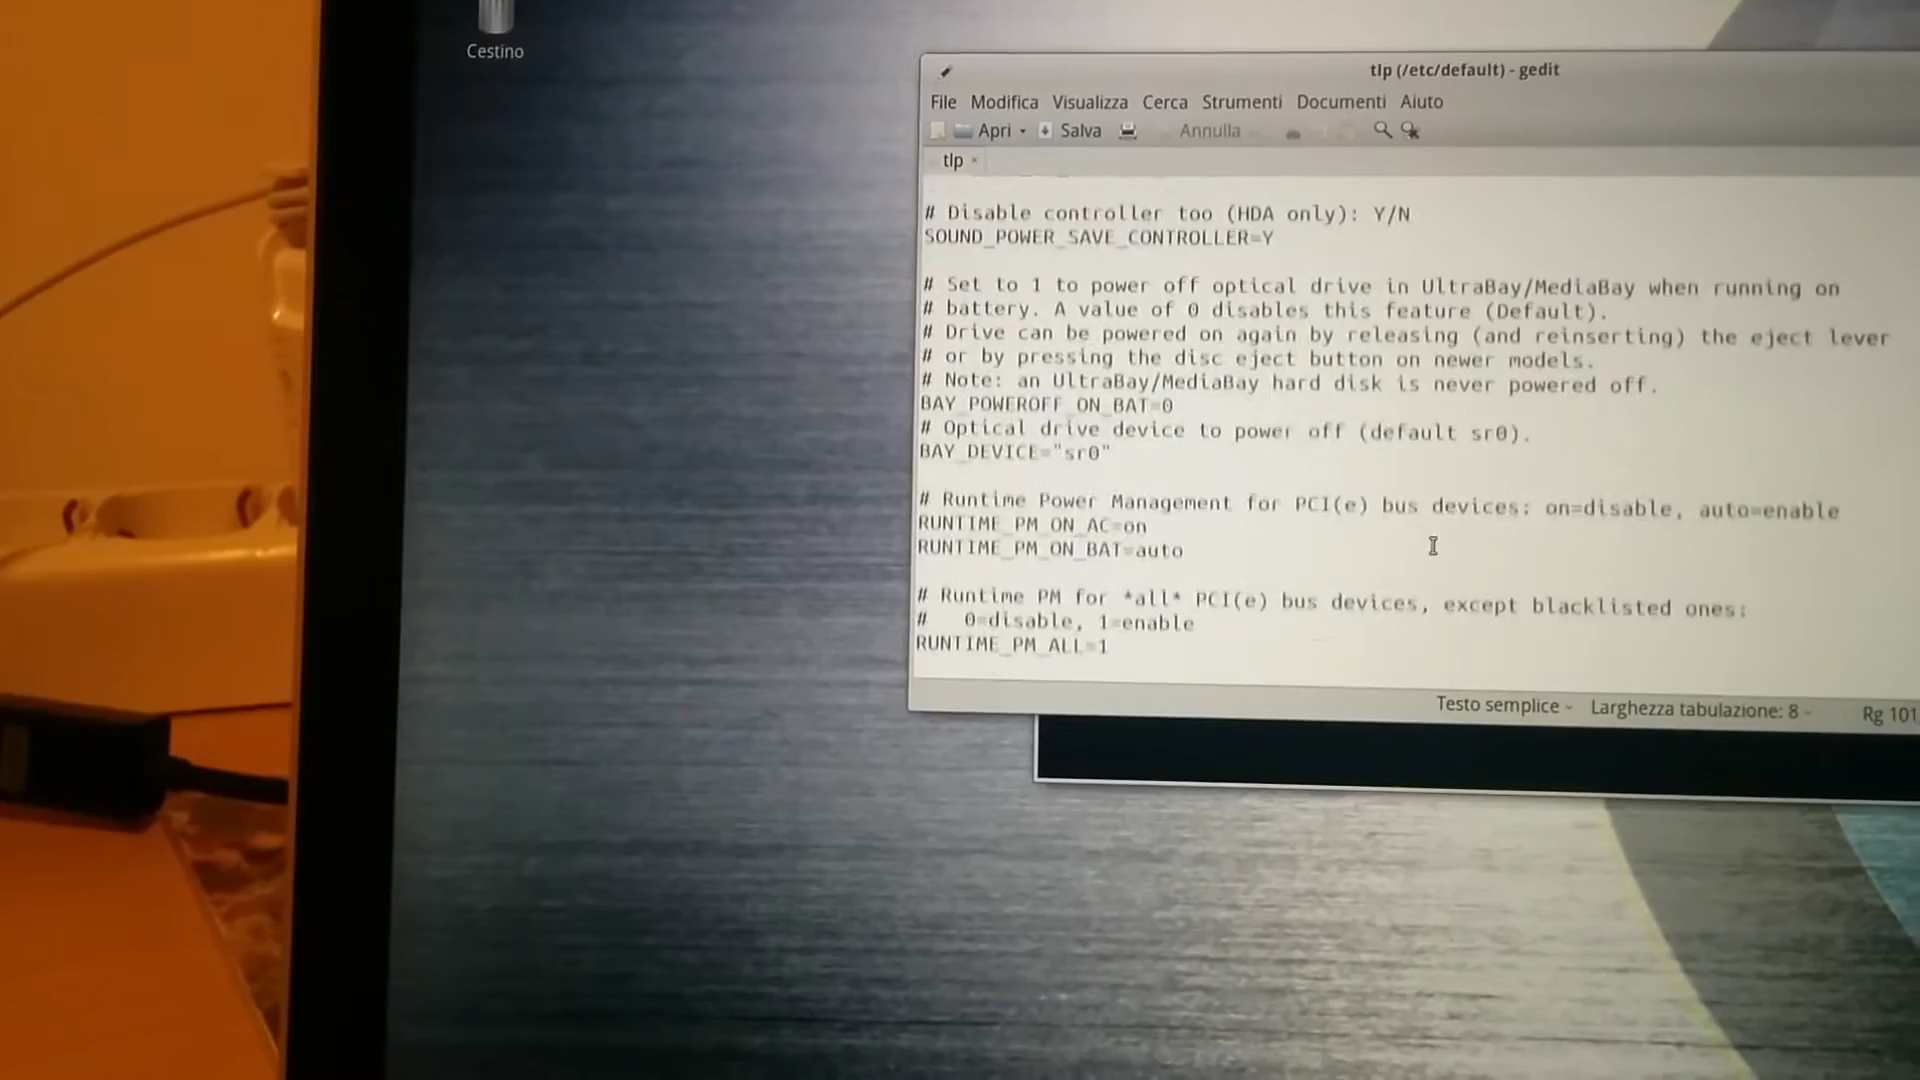 Cestino
tlp (/etc/default) - gedit
File Modifica Visualizza Cerca Strumenti Documenti Aiuto
Apri Salva Annulla
tlp
# Disable controller too (HDA only): Y/N
SOUND_POWER_SAVE_CONTROLLER=Y
# Set to 1 to power off optical drive in UltraBay/MediaBay when running on
# battery. A value of 0 disables this feature (Default).
# Drive can be powered on again by releasing (and reinserting) the eject lever
# or by pressing the disc eject button on newer models.
# Note: an UltraBay/MediaBay hard disk is never powered off.
BAY_POWEROFF_ON_BAT=0
# Optical drive device to power off (default sr0).
BAY_DEVICE="sr0"
# Runtime Power Management for PCI(e) bus devices: on=disable, auto=enable
RUNTIME_PM_ON_AC=on
RUNTIME_PM_ON_BAT=auto
# Runtime PM for *all* PCI(e) bus devices, except blacklisted ones:
#   0=disable, 1=enable
RUNTIME_PM_ALL=1
Testo semplice Larghezza tabulazione: 8 Rg 101